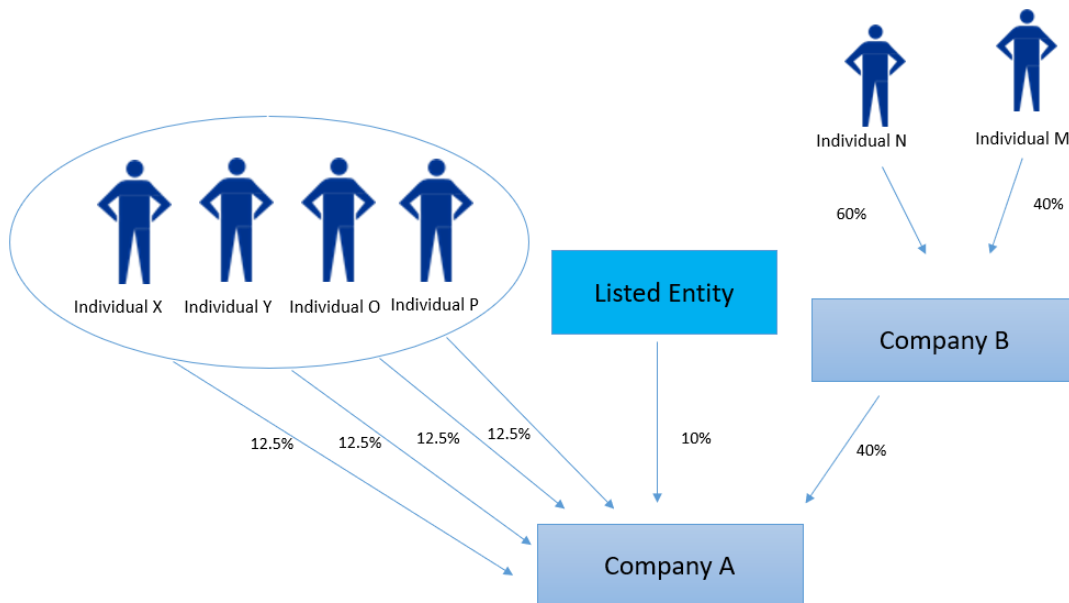 Individual N
Individual M
60%
40%
Individual X
Individual Y
Individual O
Individual P
Listed Entity
Company B
12.5%
12.5%
12.5%
12.5%
10%
40%
Company A